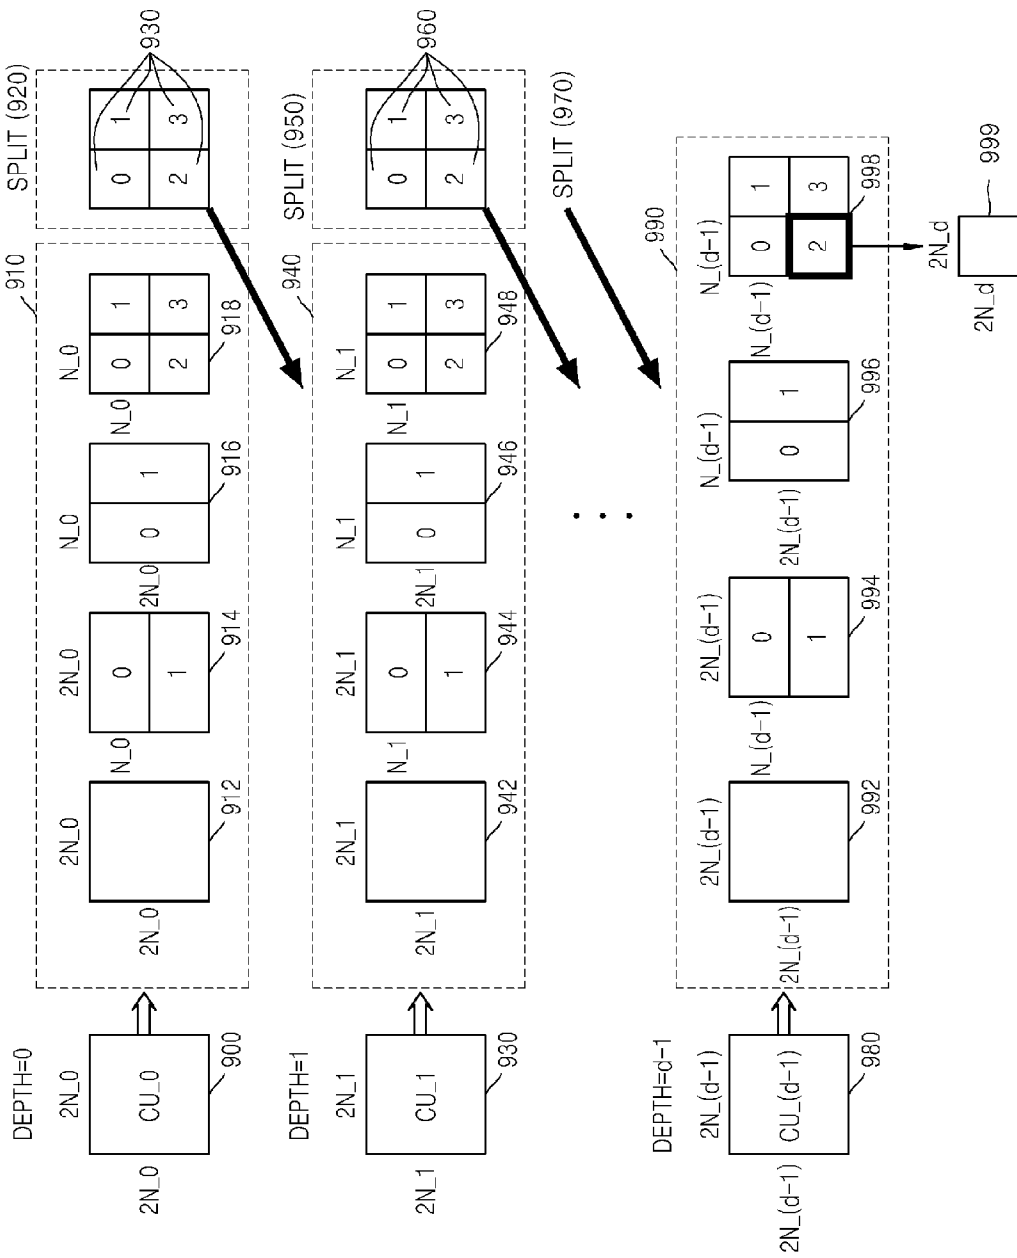 DEPTH=0
2N_0
2N_0
CU_0
900
910
2N_0
2N_0
912
2N_0
N_0
0
1
914
N_0
2N_0
0
1
916
N_0
N_0
0
1
2
3
918
SPLIT (920)
0
1
2
3
930
DEPTH=1
2N_1
2N_1
CU_1
930
940
2N_1
2N_1
942
2N_1
N_1
0
1
944
N_1
2N_1
0
1
946
N_1
N_1
0
1
2
3
948
SPLIT (950)
0
1
2
3
960
SPLIT (970)
DEPTH=d-1
2N_(d-1)
2N_(d-1)
CU_(d-1)
980
990
2N_(d-1)
2N_(d-1)
992
2N_(d-1)
N_(d-1)
0
1
994
N_(d-1)
2N_(d-1)
0
1
996
N_(d-1)
N_(d-1)
0
1
2
3
998
2N_d
2N_d
999